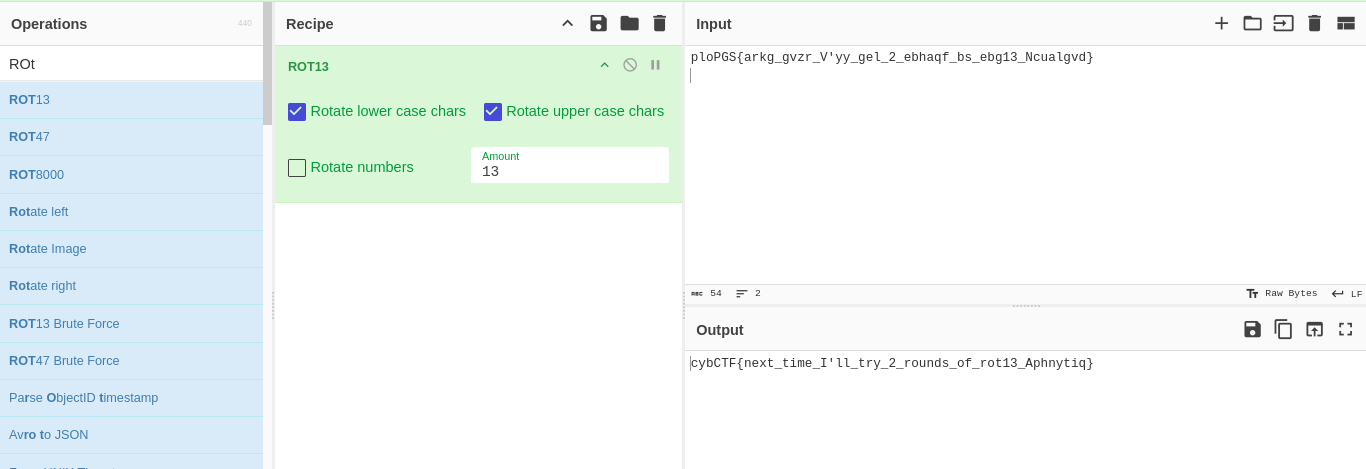 Operations
440
ROt
ROT13
ROT47
ROT8000
Rotate left
Rotate Image
Rotate right
ROT13 Brute Force
ROT47 Brute Force
Parse ObjectID timestamp
Avro to JSON
Recipe
ROT13
Rotate lower case chars
Rotate upper case chars
Rotate numbers
Amount
13
Input
ploPGS{arkg_gvzr_V'yy_gel_2_ebhaqf_bs_ebg13_Ncualgvd}
ABC 54 2 Raw Bytes LF
Output
cybCTF{next_time_I'll_try_2_rounds_of_rot13_Aphnytiq}